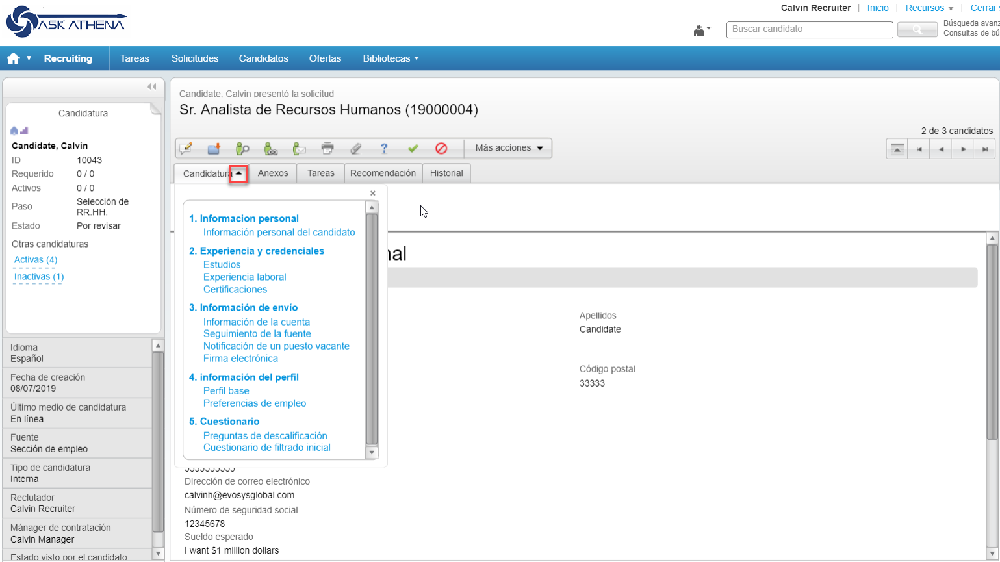 ASK ATHENA
Calvin Recruiter | Inicio | Recursos | Cerrar
Buscar candidato
Búsqueda avanz
Consultas de bú
Recruiting Tareas Solicitudes Candidatos Ofertas Bibliotecas
Candidatura
Candidate, Calvin
ID 10043
Requerido 0 / 0
Activos 0 / 0
Paso Selección de RR.HH.
Estado Por revisar
Otras candidaturas
Activas (4)
Inactivas (1)
Idioma
Español
Fecha de creación
08/07/2019
Último medio de candidatura
En línea
Fuente
Sección de empleo
Tipo de candidatura
Interna
Reclutador
Calvin Recruiter
Mánager de contratación
Calvin Manager
Estado visto por el candidato
Candidate, Calvin presentó la solicitud
Sr. Analista de Recursos Humanos (19000004)
2 de 3 candidatos
Más acciones
Candidatura Anexos Tareas Recomendación Historial
1. Informacion personal
Información personal del candidato
2. Experiencia y credenciales
Estudios
Experiencia laboral
Certificaciones
3. Información de envío
Información de la cuenta
Seguimiento de la fuente
Notificación de un puesto vacante
Firma electrónica
4. información del perfil
Perfil base
Preferencias de empleo
5. Cuestionario
Preguntas de descalificación
Cuestionario de filtrado inicial
nal
Apellidos
Candidate
Código postal
33333
Dirección de correo electrónico
calvinh@evosysglobal.com
Número de seguridad social
12345678
Sueldo esperado
I want $1 million dollars